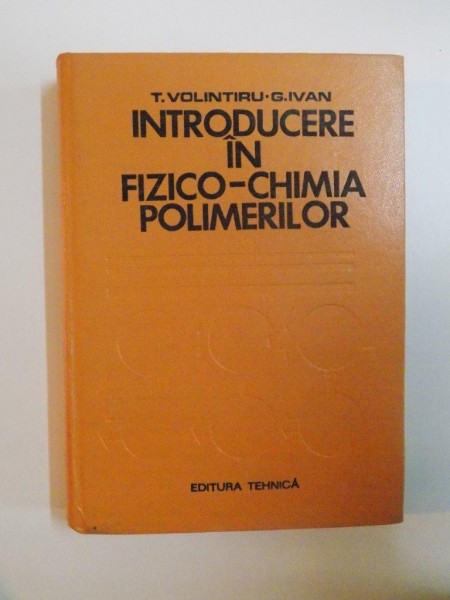 T. VOLINTIRU · G. IVAN
INTRODUCERE
ÎN
FIZICO-CHIMIA
POLIMERILOR
EDITURA TEHNICĂ